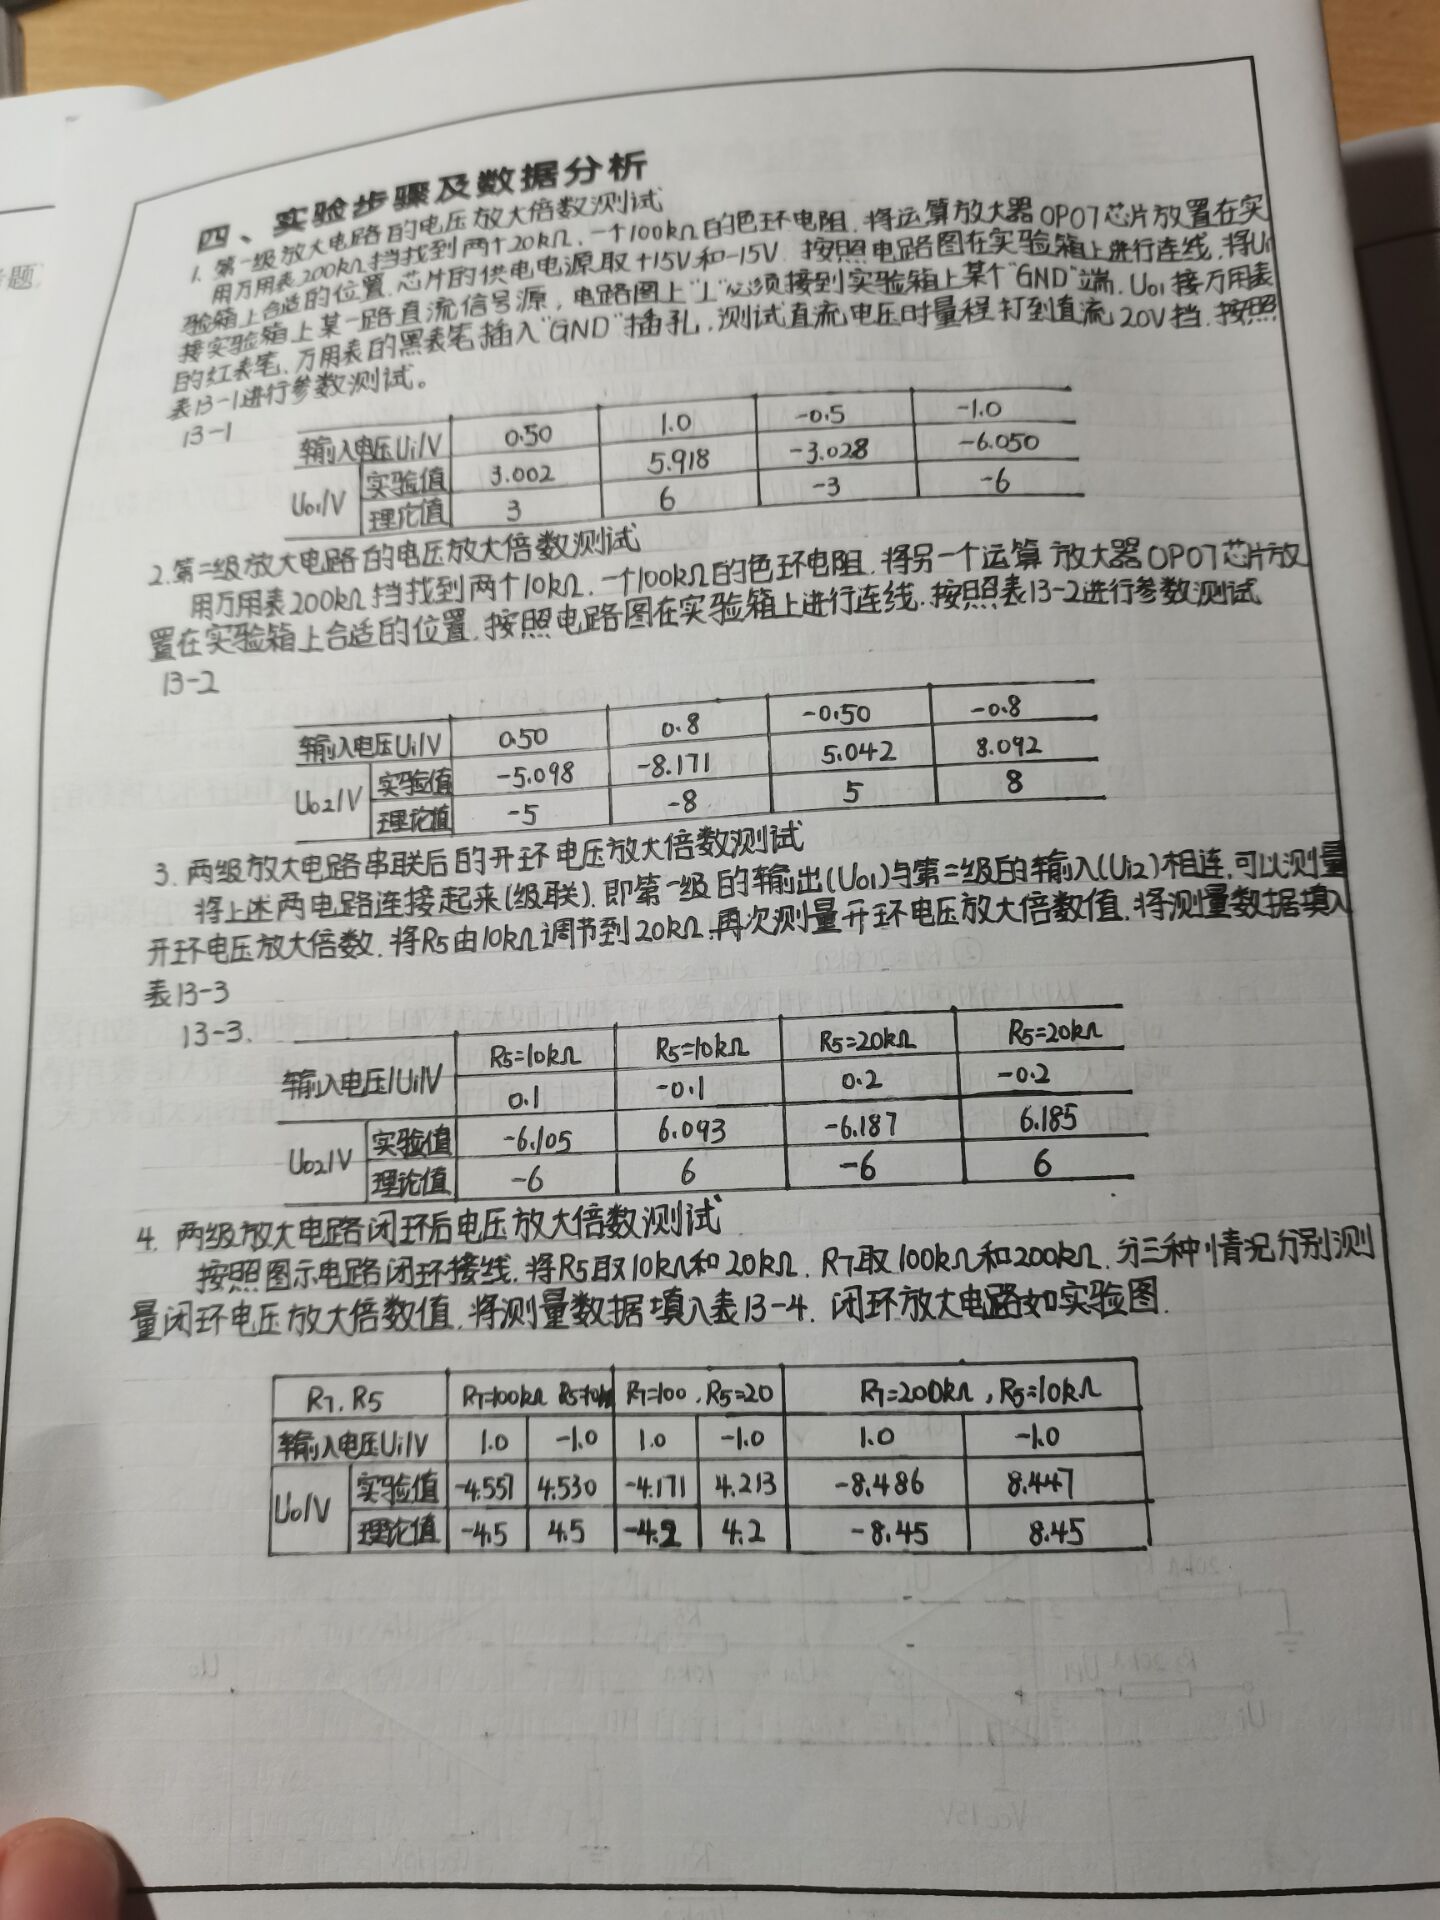 四、实验步骤及数据分析
1. 第一级放大电路的电压放大倍数测试
用万用表200kΩ挡找到两个20kΩ、一个100kΩ的色环电阻.将运算放大器OP07芯片放置在实
验箱上合适的位置.芯片的供电电源取+15V和-15V.按照电路图在实验箱上进行连线,将Ui
接实验箱上某一路直流信号源,电路图上"⊥"必须接到实验箱上某个"GND"端.Uo1接万用表
的红表笔、万用表的黑表笔插入"GND"插孔.测试直流电压时量程打到直流20V挡.按照
表13-1进行参数测试。
13-1
输入电压Ui/V 0.50 1.0 -0.5 -1.0
Uo1/V 实验值 3.002 5.918 -3.028 -6.050
理论值 3 6 -3 -6
2.第二级放大电路的电压放大倍数测试
用万用表200kΩ挡找到两个10kΩ.一个100kΩ的色环电阻.将另一个运算放大器OP07芯片放
置在实验箱上合适的位置.按照电路图在实验箱上进行连线.按照表13-2进行参数测试
13-2
输入电压Ui/V 0.50 0.8 -0.50 -0.8
Uo2/V 实验值 -5.098 -8.171 5.042 8.092
理论值 -5 -8 5 8
3. 两级放大电路串联后的开环电压放大倍数测试
将上述两电路连接起来(级联).即第一级的输出(Uo1)与第二级的输入(Ui2)相连.可以测量
开环电压放大倍数.将R5由10kΩ调节到20kΩ.再次测量开环电压放大倍数值.将测量数据填入
表13-3
13-3.
R5=10kΩ R5=10kΩ R5=20kΩ R5=20kΩ
输入电压/Ui/V 0.1 -0.1 0.2 -0.2
Uo2/V 实验值 -6.105 6.093 -6.187 6.185
理论值 -6 6 -6 6
4. 两级放大电路闭环后电压放大倍数测试
按照图示电路闭环接线.将R5取10kΩ和20kΩ.R7取100kΩ和200kΩ.分三种情况分别测
量闭环电压放大倍数值.将测量数据填入表13-4.闭环放大电路如实验图.
R7.R5 R7=100kΩ R5=10kΩ R7=100,R5=20 R7=200kΩ,R5=10kΩ
输入电压Ui/V 1.0 -1.0 1.0 -1.0 1.0 -1.0
Uo/V 实验值 -4.551 4.530 -4.171 4.213 -8.486 8.447
理论值 -4.5 4.5 -4.2 4.2 -8.45 8.45